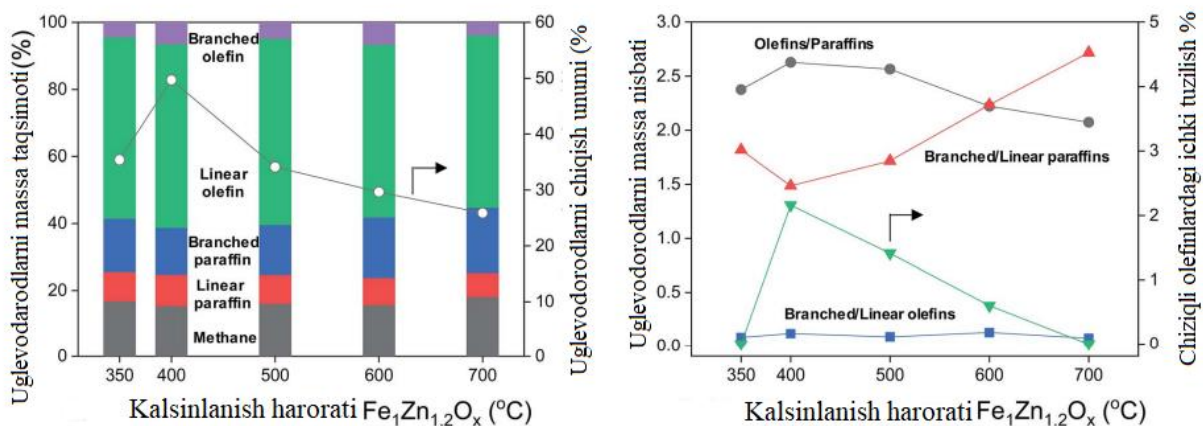 Uglevodarodlarni massa taqsimoti (%)
100
80
60
40
20
0
Branched
olefin
Linear
olefin
Branched
paraffin
Linear
paraffin
Methane
60
50
40
30
20
10
0
Uglevodorodlarni chiqish unumi (%
350 400 500 600 700
Kalsinlanish harorati Fe₁Zn₁.₂Oₓ (°C)
Uglevodorodlarni massa nisbati
3.0
2.5
2.0
1.5
1.0
0.5
0.0
Olefins/Paraffins
Branched/Linear paraffins
Branched/Linear olefins
5
4
3
2
1
0
Chiziqli olefinlardagi ichki tuzilish %
350 400 500 600 700
Kalsinlanish harorati Fe₁Zn₁.₂Oₓ (°C)